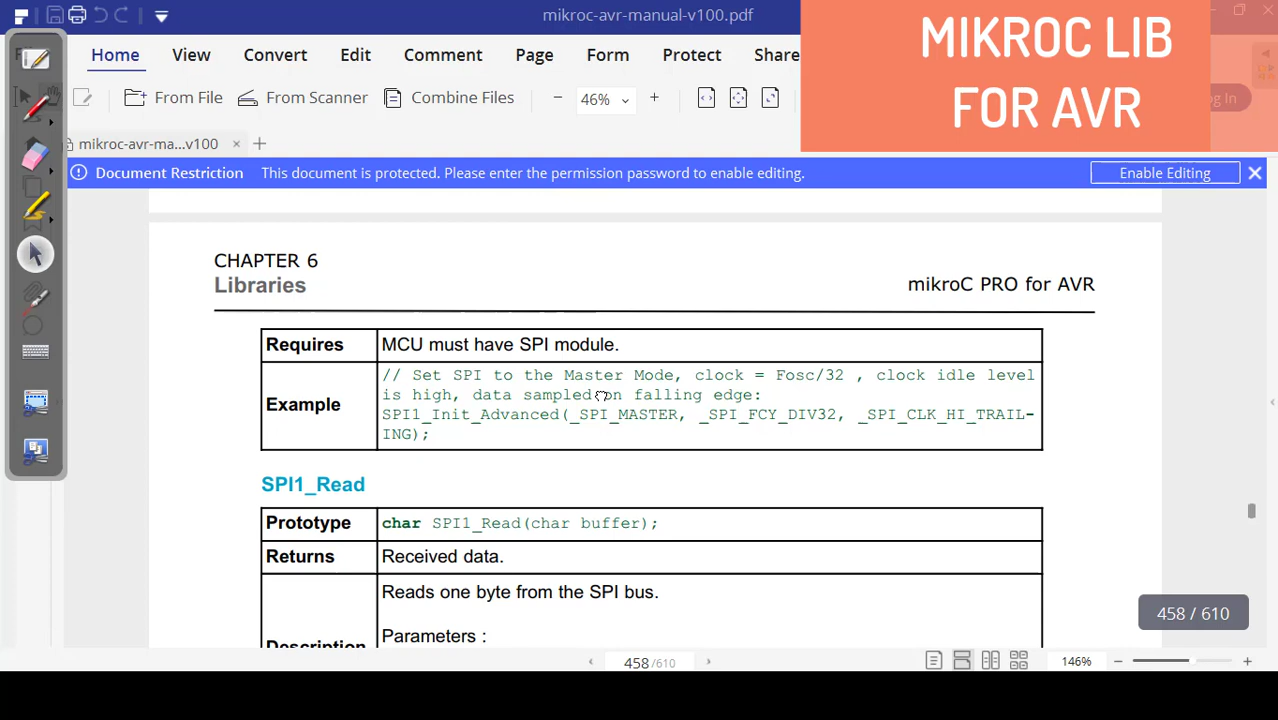 mikroc-avr-manual-v100.pdf
MIKROC LIB
FOR AVR
Home View Convert Edit Comment Page Form Protect Share
From File From Scanner Combine Files 46% og In
mikroc-avr-ma...v100
Document Restriction This document is protected. Please enter the permission password to enable editing. Enable Editing
CHAPTER 6
Libraries
mikroC PRO for AVR
Requires MCU must have SPI module.
Example // Set SPI to the Master Mode, clock = Fosc/32 , clock idle level
is high, data sampled on falling edge:
SPI1_Init_Advanced(_SPI_MASTER, _SPI_FCY_DIV32, _SPI_CLK_HI_TRAIL-
ING);
SPI1_Read
Prototype char SPI1_Read(char buffer);
Returns Received data.
Reads one byte from the SPI bus.
Description Parameters :
458 / 610
458 /610 146%